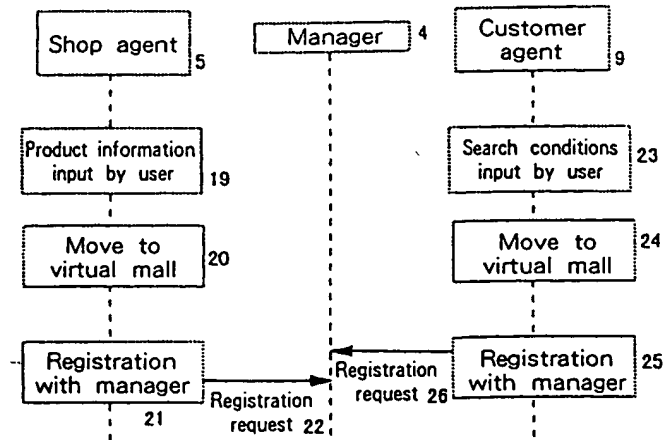 Shop agent
5
Manager
4
Customer
agent
9
Product information
input by user
19
Search conditions
input by user
23
Move to
virtual mall
20
Move to
virtual mall
24
Registration
with manager
21
Registration
request 22
Registration
request 26
Registration
with manager
25